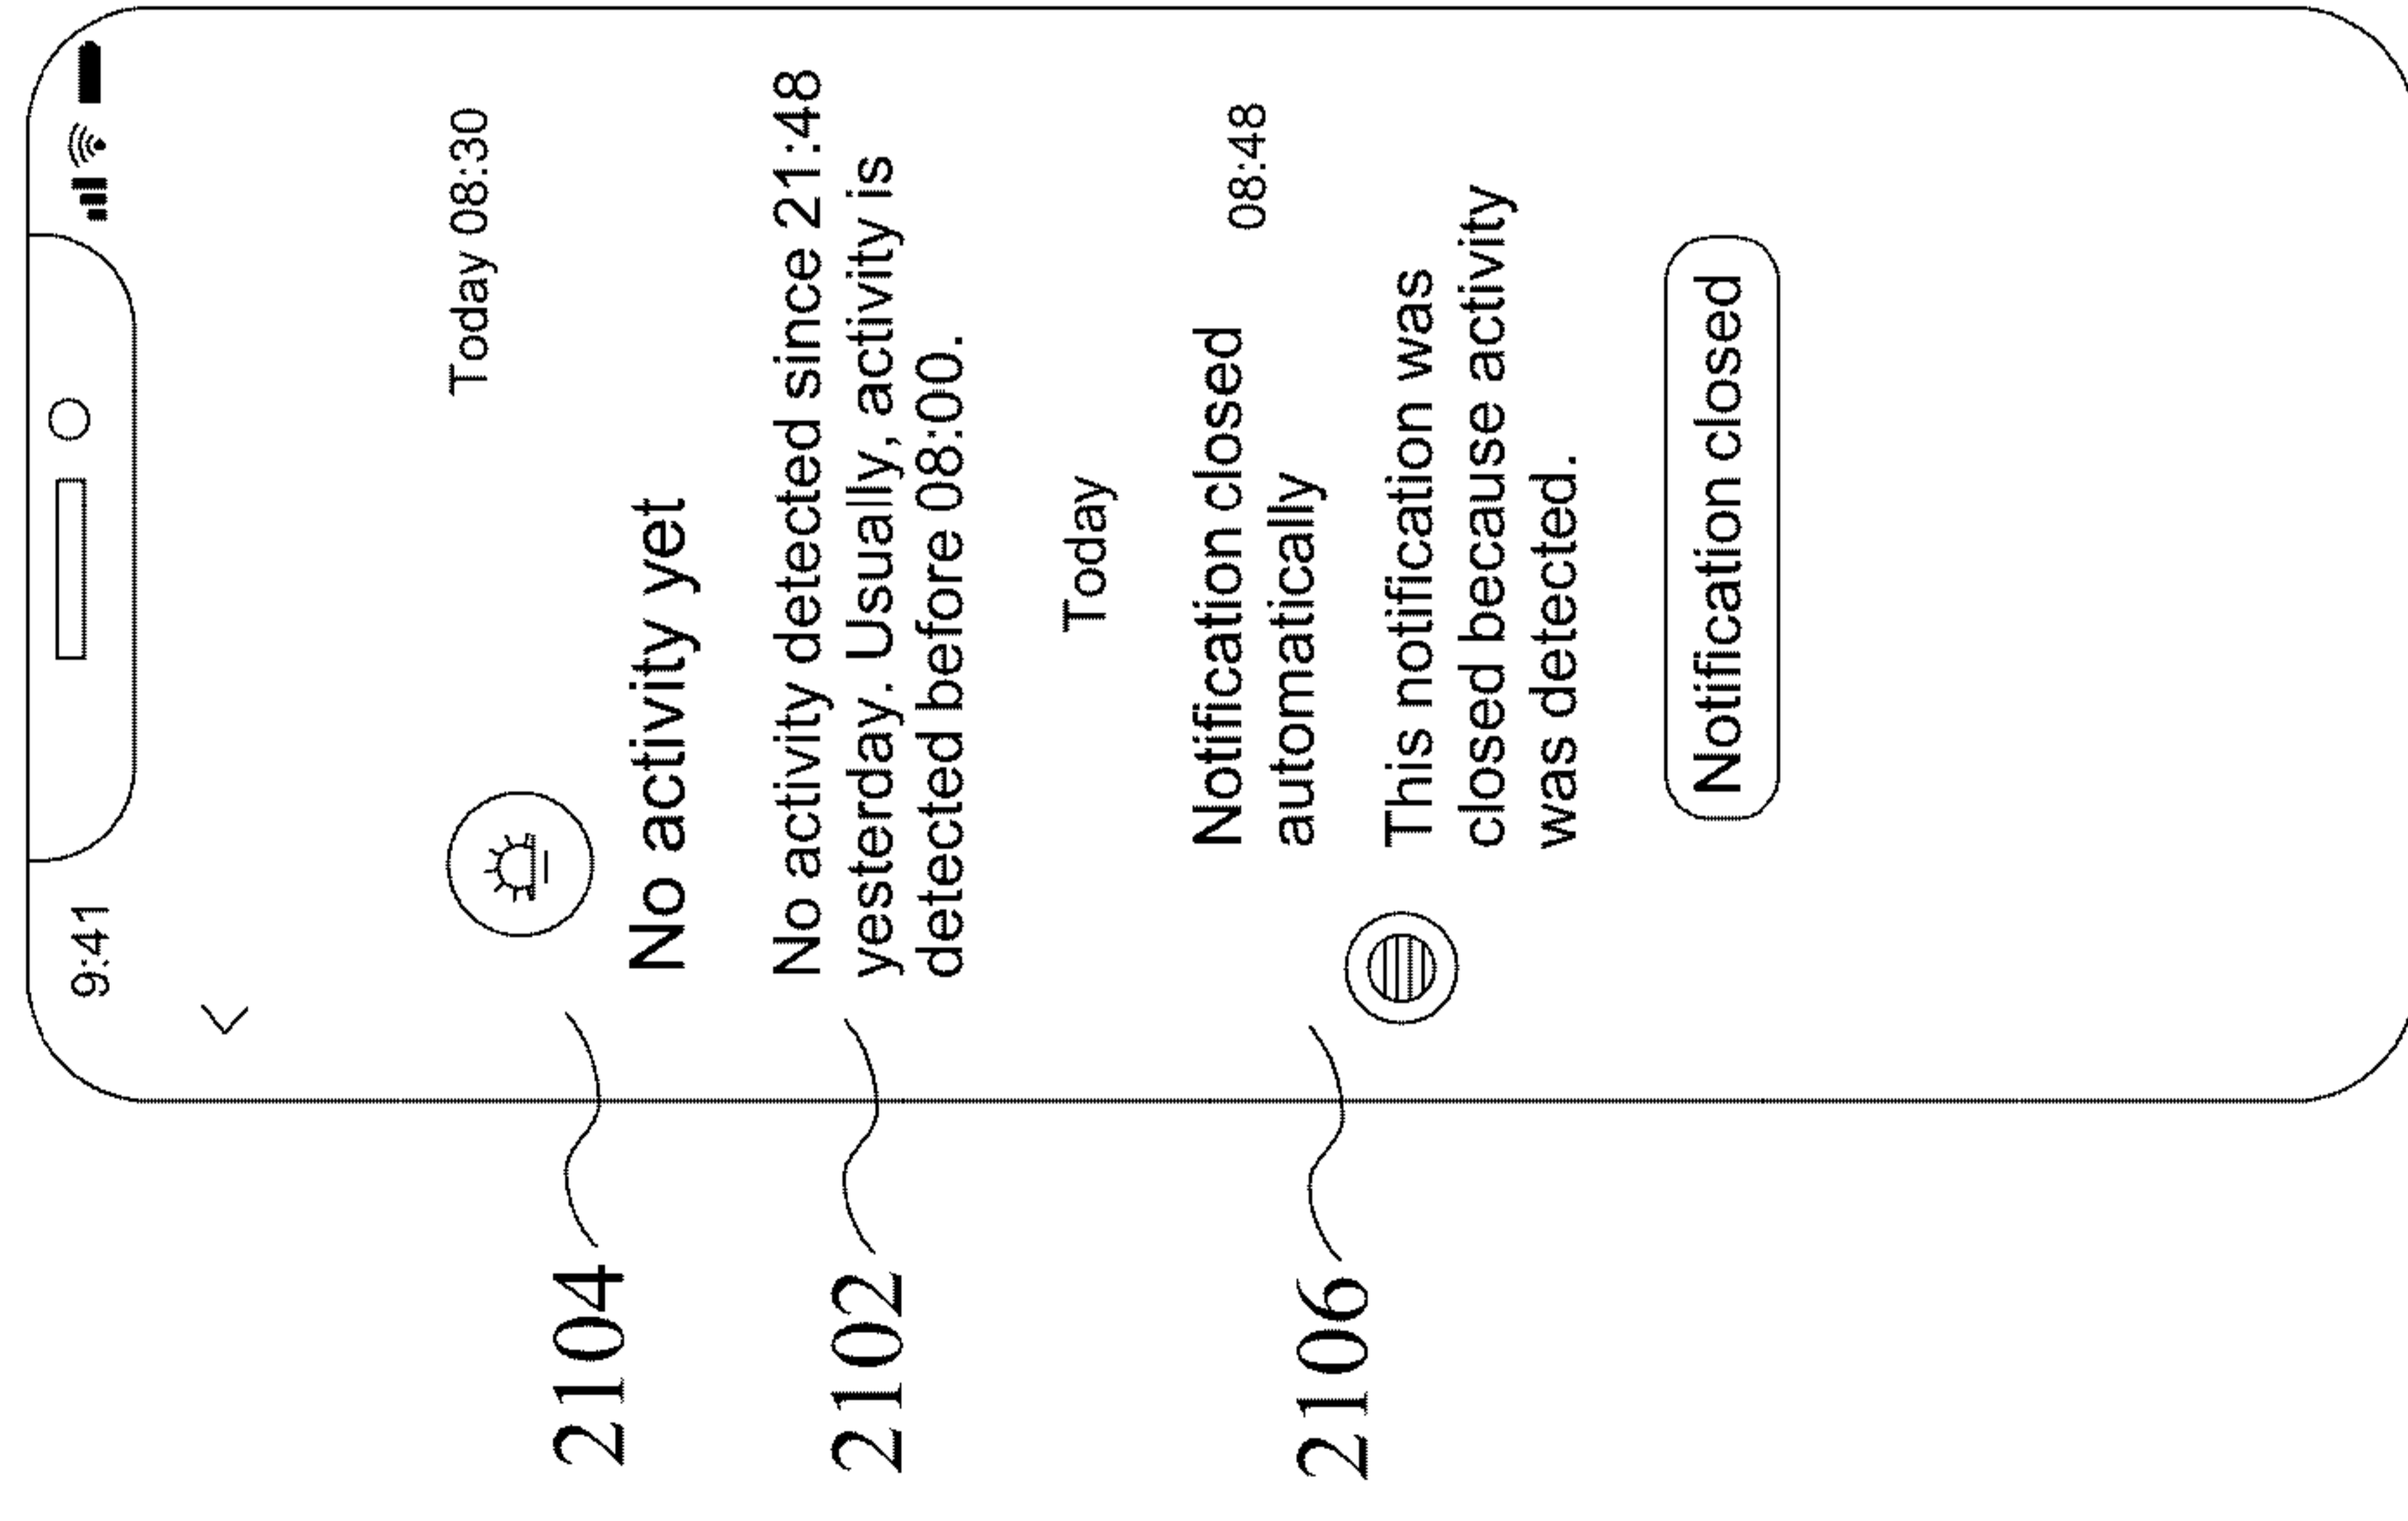 9:41
Today 08:30
2104
No activity yet
2102
No activity detected since 21:48
yesterday. Usually, activity is
detected before 08:00.
Today
Notification closed
automatically
08:48
2106
This notification was
closed because activity
was detected.
Notification closed